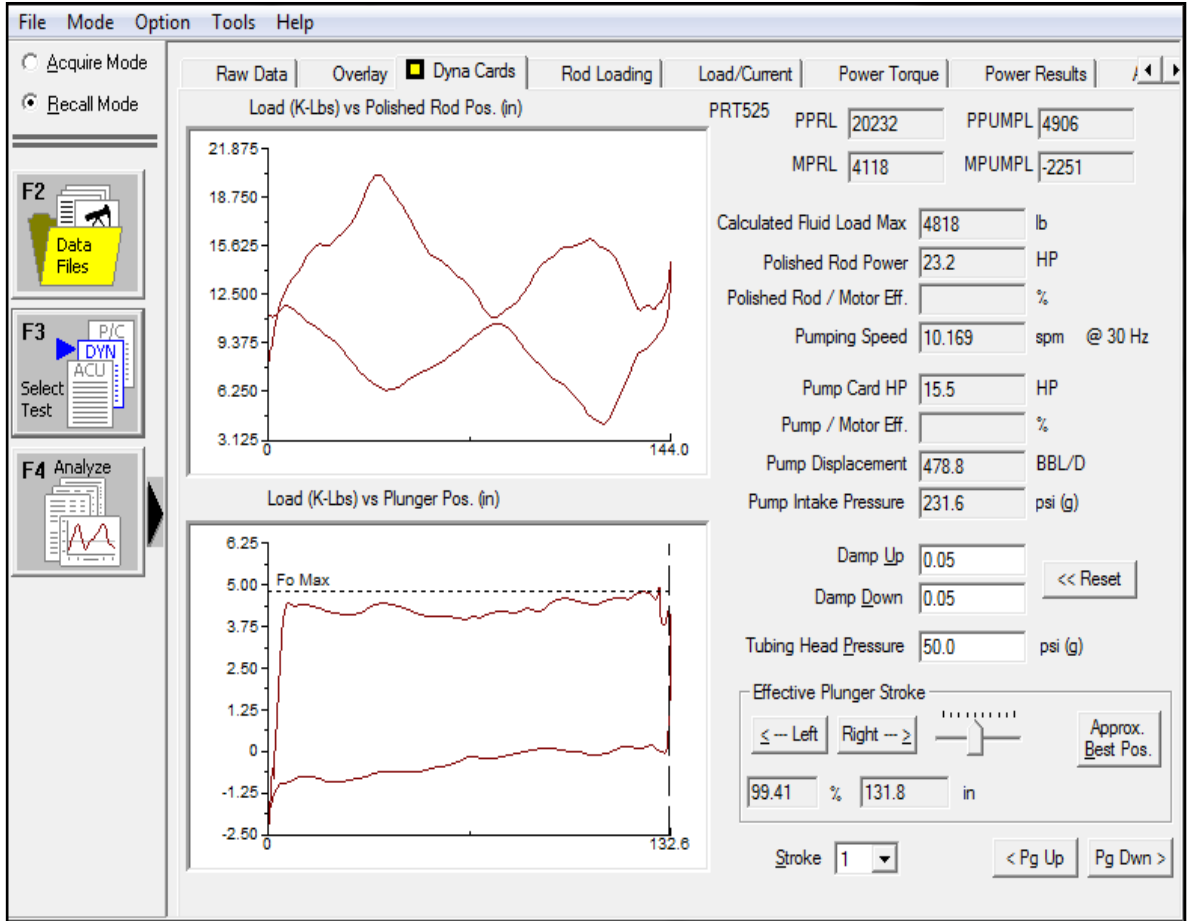 File Mode Option Tools Help
Acquire Mode
Recall Mode
F2
Data
Files
F3
P/C
DYN
ACU
Select
Test
F4 Analyze
Raw Data Overlay Dyna Cards Rod Loading Load/Current Power Torque Power Results
Load (K-Lbs) vs Polished Rod Pos. (in)
21.875
18.750
15.625
12.500
9.375
6.250
3.125
0 144.0
Load (K-Lbs) vs Plunger Pos. (in)
6.25
5.00 Fo Max
3.75
2.50
1.25
0
-1.25
-2.50
0 132.6
PRT525 PPRL 20232 PPUMPL 4906
MPRL 4118 MPUMPL -2251
Calculated Fluid Load Max 4818 lb
Polished Rod Power 23.2 HP
Polished Rod / Motor Eff. %
Pumping Speed 10.169 spm @ 30 Hz
Pump Card HP 15.5 HP
Pump / Motor Eff. %
Pump Displacement 478.8 BBL/D
Pump Intake Pressure 231.6 psi (g)
Damp Up 0.05
<< Reset
Damp Down 0.05
Tubing Head Pressure 50.0 psi (g)
Effective Plunger Stroke
< --- Left Right --- >
Approx.
Best Pos.
99.41 % 131.8 in
Stroke 1 < Pg Up Pg Dwn >